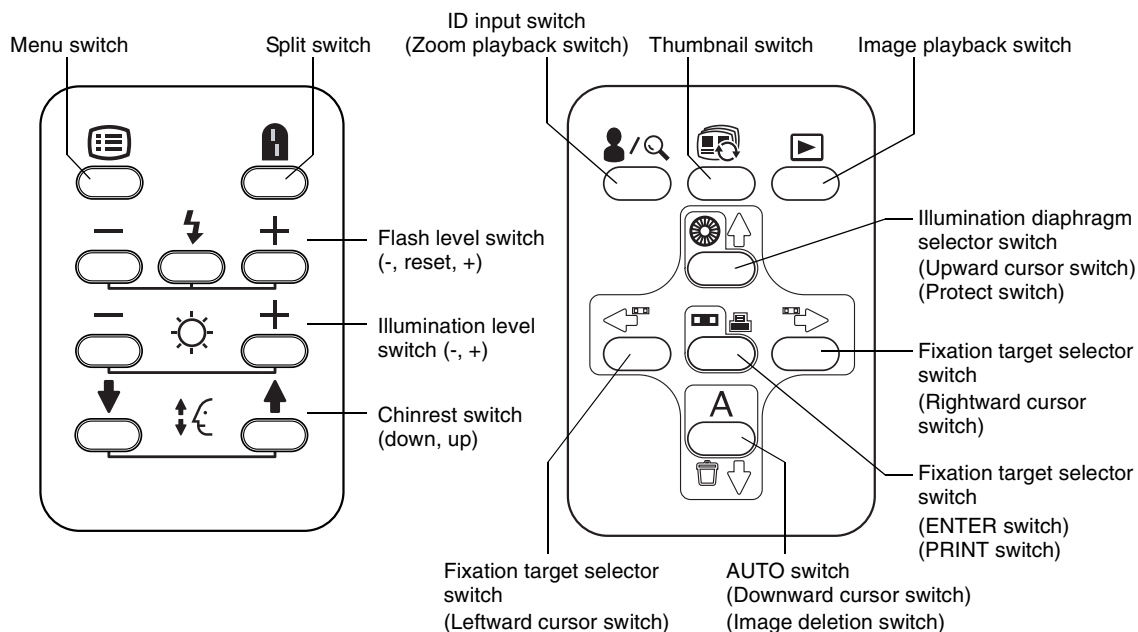 ID input switch
(Zoom playback switch)
Menu switch
Split switch
Thumbnail switch
Image playback switch
Flash level switch
(-, reset, +)
Illumination level
switch (-, +)
Chinrest switch
(down, up)
Illumination diaphragm
selector switch
(Upward cursor switch)
(Protect switch)
Fixation target selector
switch
(Rightward cursor
switch)
A
Fixation target selector
switch
(ENTER switch)
(PRINT switch)
Fixation target selector
switch
(Leftward cursor switch)
AUTO switch
(Downward cursor switch)
(Image deletion switch)